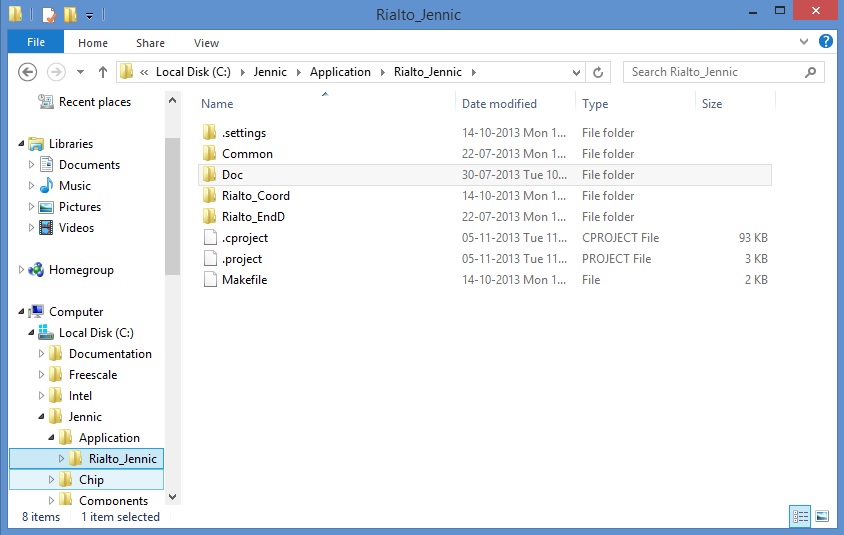 Rialto_Jennic
File Home Share View
« Local Disk (C:) Jennic Application Rialto_Jennic Search Rialto_Jennic
Recent places
Libraries
Documents
Music
Pictures
Videos
Homegroup
Computer
Local Disk (C:)
Documentation
Freescale
Intel
Jennic
Application
Rialto_Jennic
Chip
Components
Name Date modified Type Size
.settings 14-10-2013 Mon 1... File folder
Common 22-07-2013 Mon 1... File folder
Doc 30-07-2013 Tue 10... File folder
Rialto_Coord 14-10-2013 Mon 1... File folder
Rialto_EndD 22-07-2013 Mon 1... File folder
.cproject 05-11-2013 Tue 11... CPROJECT File 93 KB
.project 05-11-2013 Tue 11... PROJECT File 3 KB
Makefile 14-10-2013 Mon 1... File 2 KB
8 items 1 item selected